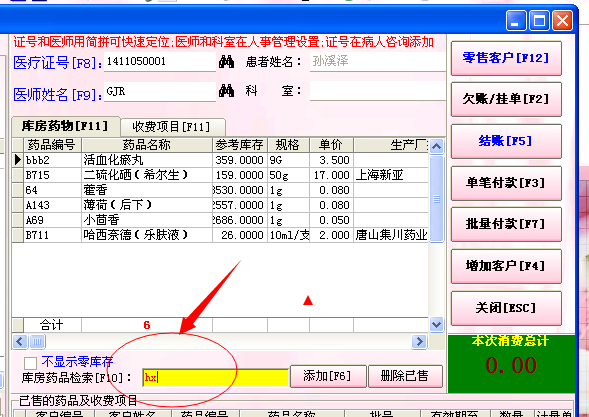 证号和医师用简拼可快速定位;医师和科室在人事管理设置;证号在病人咨询添加
医疗证号[F8]: 1411050001 患者姓名: 孙溪泽
医师姓名[F9]: GJR 科 室:
库房药物[F11] 收费项目[F11]
药品编号 药品名称 参考库存 规格 单价 生产厂
bbb2 活血化瘀丸 359.0000 9G 3.500
B715 二硫化硒(希尔生) 159.0000 50g 17.000 上海新亚
64 藿香 3530.0000 1g 0.080
A143 薄荷(后下) 2557.0000 1g 0.080
A69 小茴香 2686.0000 1g 0.050
B711 哈西奈德(乐肤液) 26.0000 10ml/支 2.000 唐山集川药业
合计 6
不显示零库存
库房药品检索[F10]: hx 添加[F6] 删除已售
已售的药品及收费项目
客户编号 客户姓名 药品编号 药品名称 批号 有效期至 数量 计量单
零售客户[F12]
欠账/挂单[F2]
结账[F5]
单笔付款[F3]
批量付款[F7]
增加客户[F4]
关闭[ESC]
本次消费总计
0.00